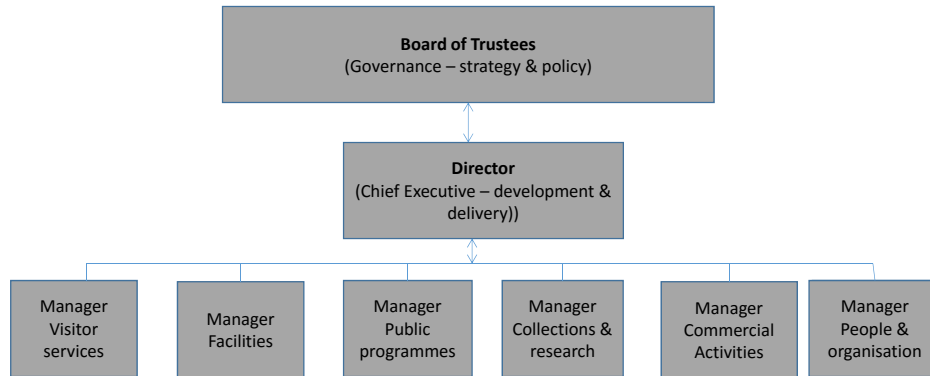 Board of Trustees
(Governance – strategy & policy)
Director
(Chief Executive – development &
delivery))
Manager
Visitor
services
Manager
Facilities
Manager
Public
programmes
Manager
Collections &
research
Manager
Commercial
Activities
Manager
People &
organisation